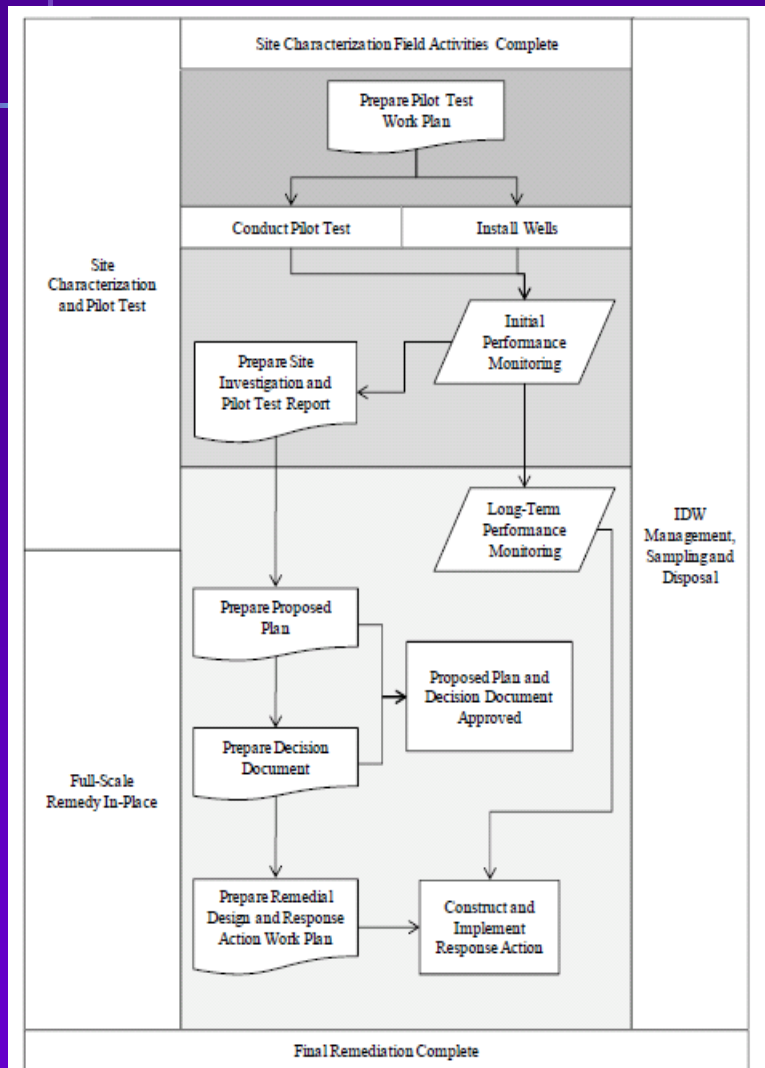 Site Characterization Field Activities Complete
Prepare Pilot Test
Work Plan
Conduct Pilot Test
Install Wells
Site
Characterization
and Pilot Test
Initial
Performance
Monitoring
Prepare Site
Investigation and
Pilot Test Report
Long-Term
Performance
Monitoring
IDW
Management,
Sampling and
Disposal
Prepare Proposed
Plan
Proposed Plan and
Decision Document
Approved
Prepare Decision
Document
Full-Scale
Remedy In-Place
Prepare Remedial
Design and Response
Action Work Plan
Construct and
Implement
Response Action
Final Remediation Complete